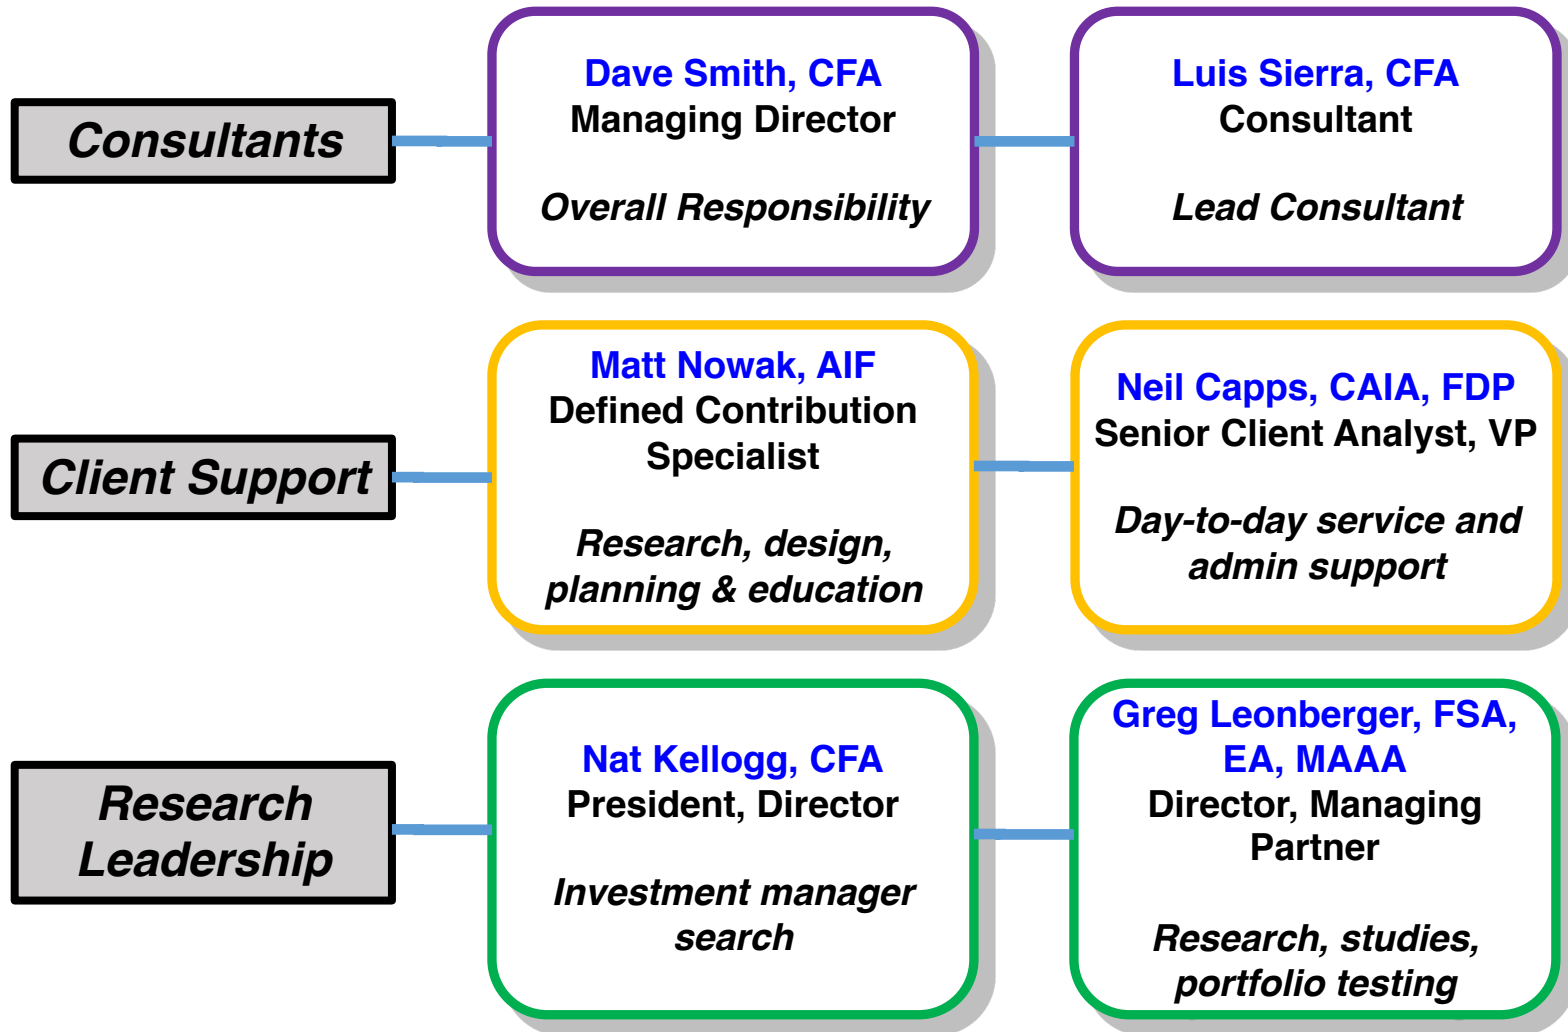 Consultants
Dave Smith, CFA
Managing Director
Overall Responsibility
Luis Sierra, CFA
Consultant
Lead Consultant
Client Support
Matt Nowak, AIF
Defined Contribution
Specialist
Research, design,
planning & education
Neil Capps, CAIA, FDP
Senior Client Analyst, VP
Day-to-day service and
admin support
Research
Leadership
Nat Kellogg, CFA
President, Director
Investment manager
search
Greg Leonberger, FSA,
EA, MAAA
Director, Managing
Partner
Research, studies,
portfolio testing